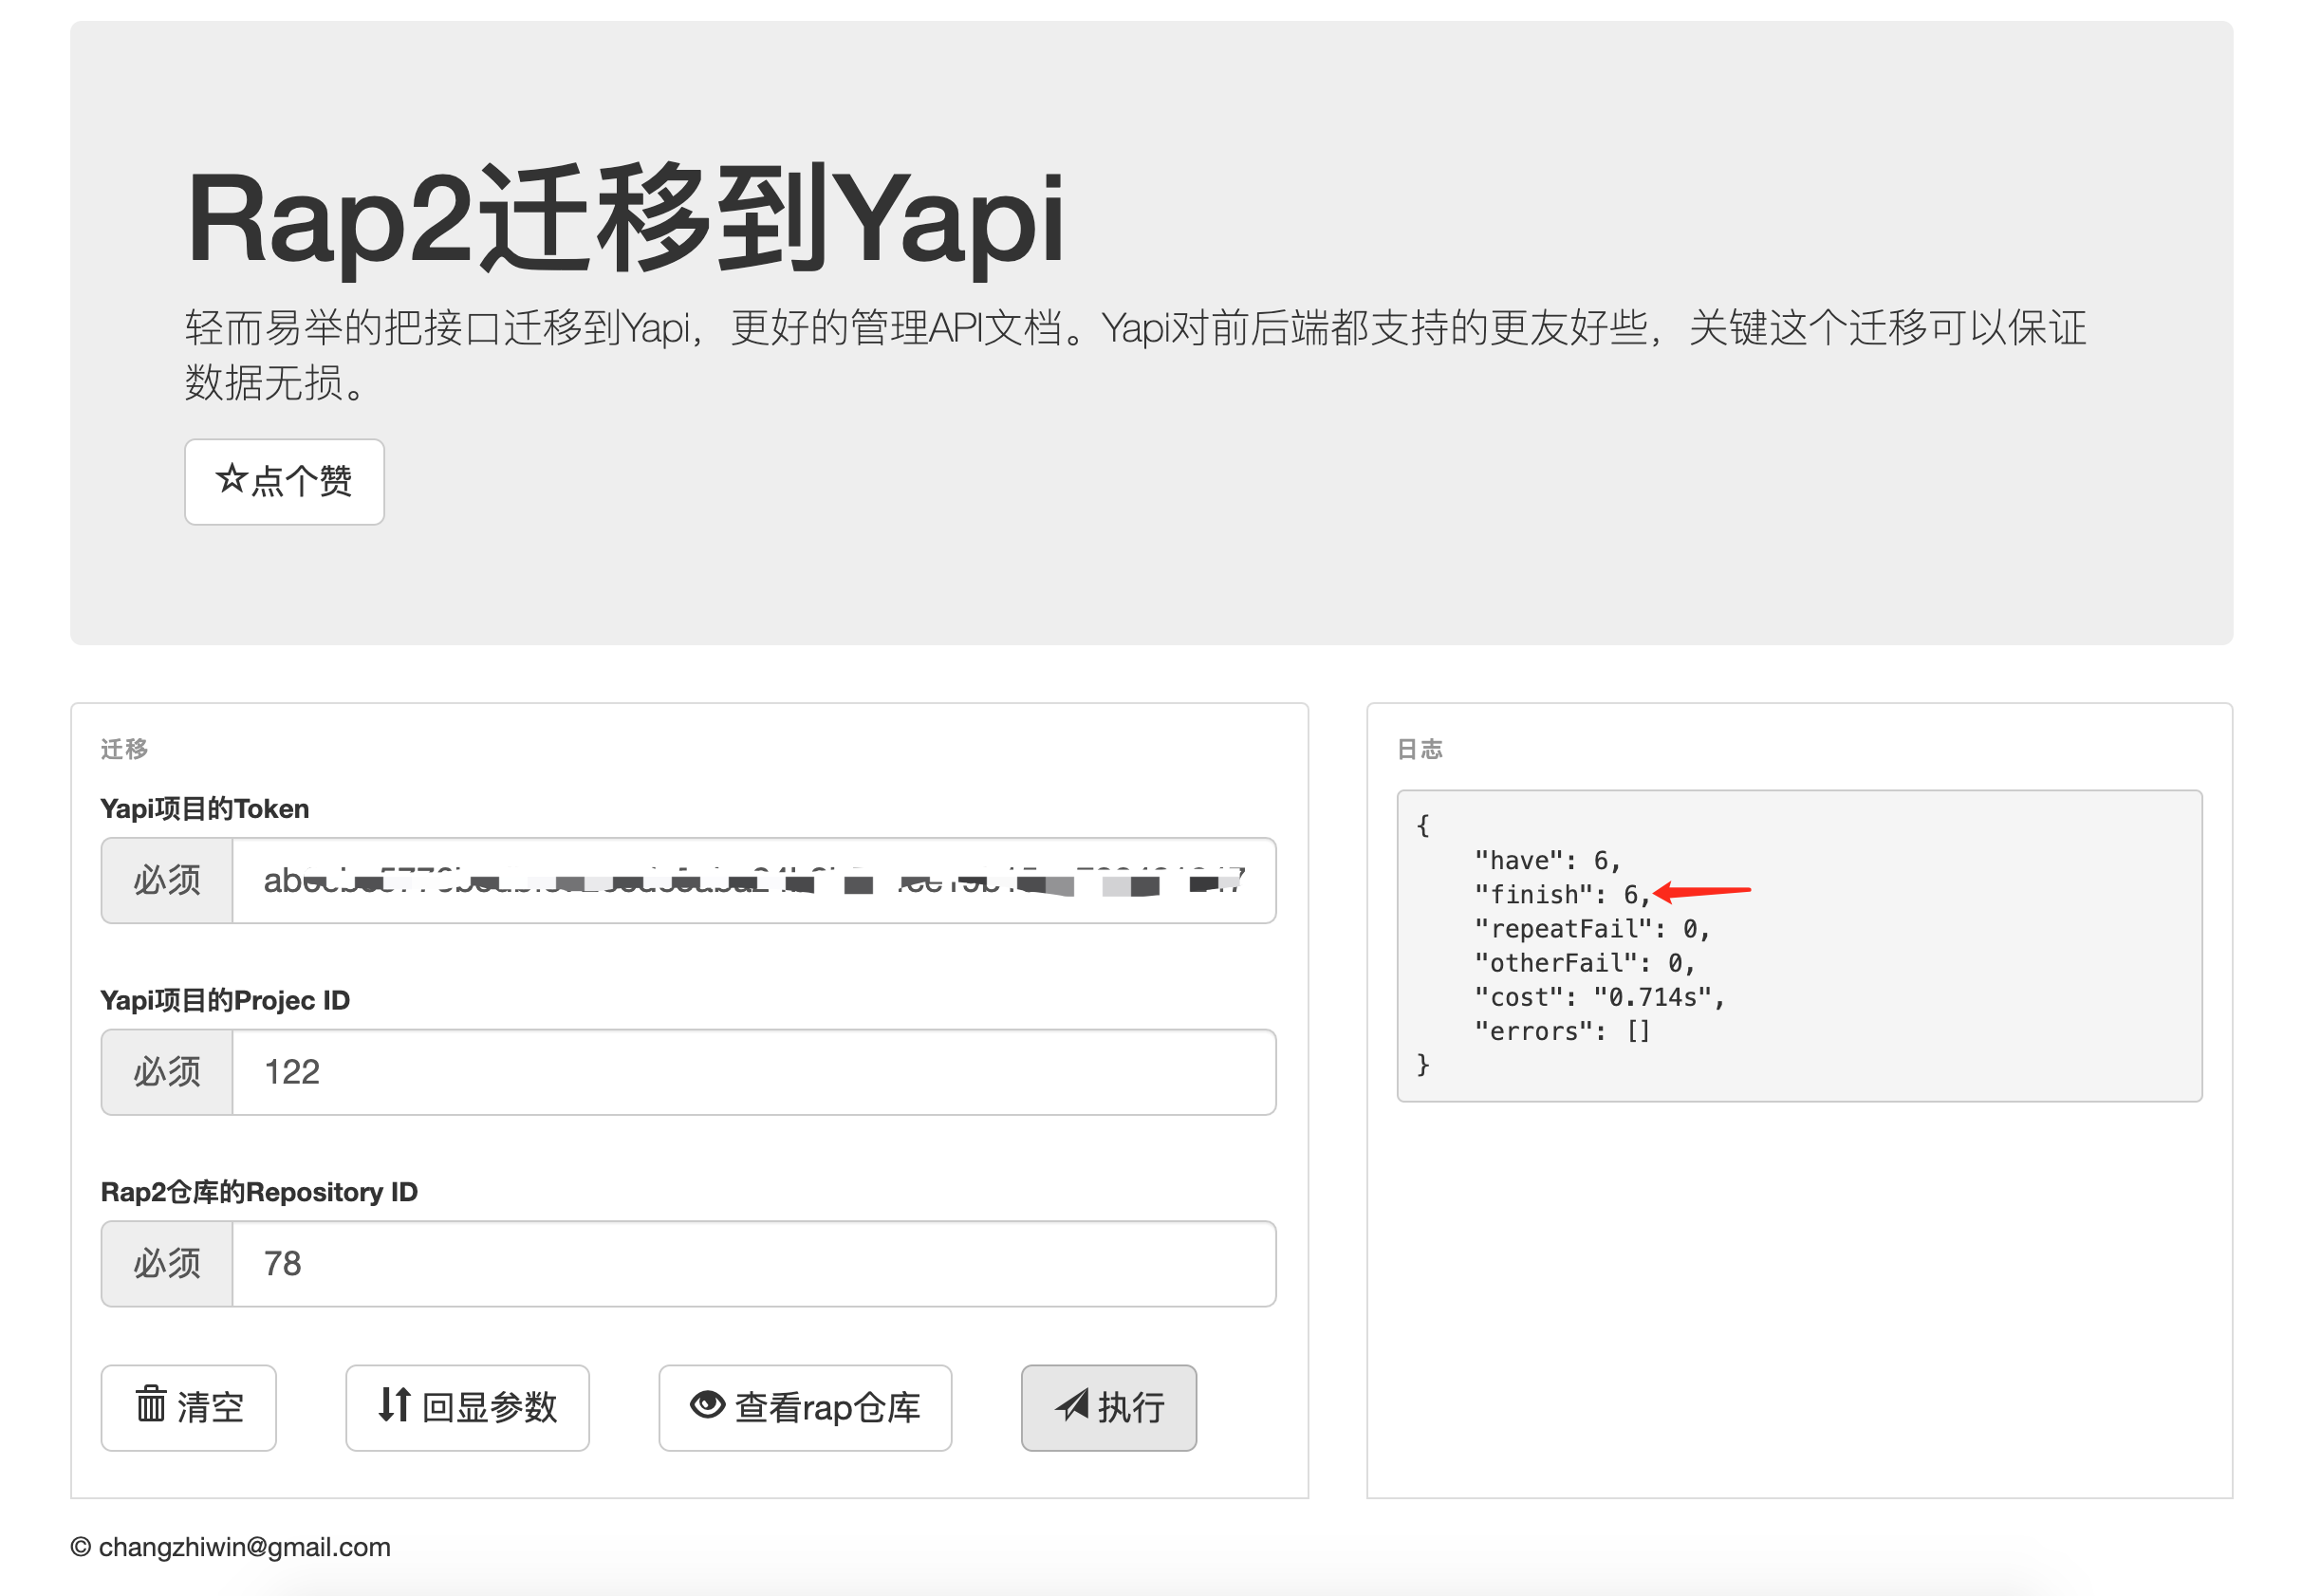 Rap2迁移到Yapi
轻而易举的把接口迁移到Yapi，更好的管理API文档。Yapi对前后端都支持的更友好些，关键这个迁移可以保证
数据无损。
☆点个赞
迁移
Yapi项目的Token
必须
Yapi项目的Projec ID
必须 122
Rap2仓库的Repository ID
必须 78
清空 回显参数 查看rap仓库 执行
日志
{
"have": 6,
"finish": 6,
"repeatFail": 0,
"otherFail": 0,
"cost": "0.714s",
"errors": []
}
© changzhiwin@gmail.com